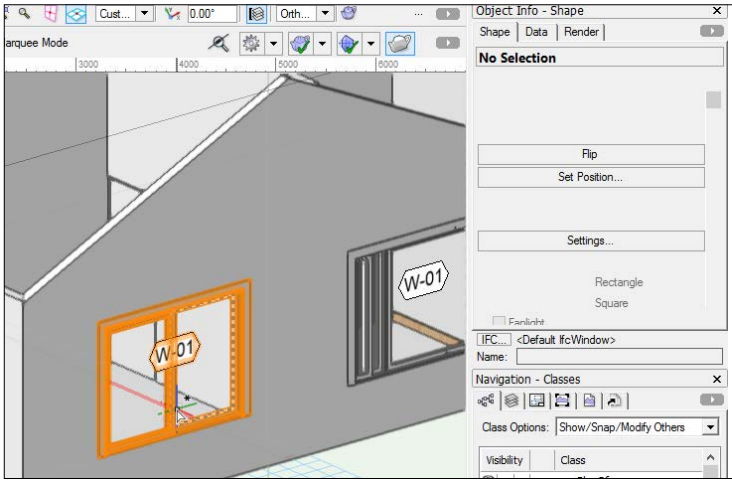 Cust...
0.00°
Orth...
...
arquee Mode
3000
4000
5000
6000
W-01
W-01
Object Info - Shape
Shape
Data
Render
No Selection
Flip
Set Position...
Settings...
Rectangle
Square
Fanlight
IFC...
<Default IfcWindow>
Name:
Navigation - Classes
Class Options:
Show/Snap/Modify Others
Visibility
Class